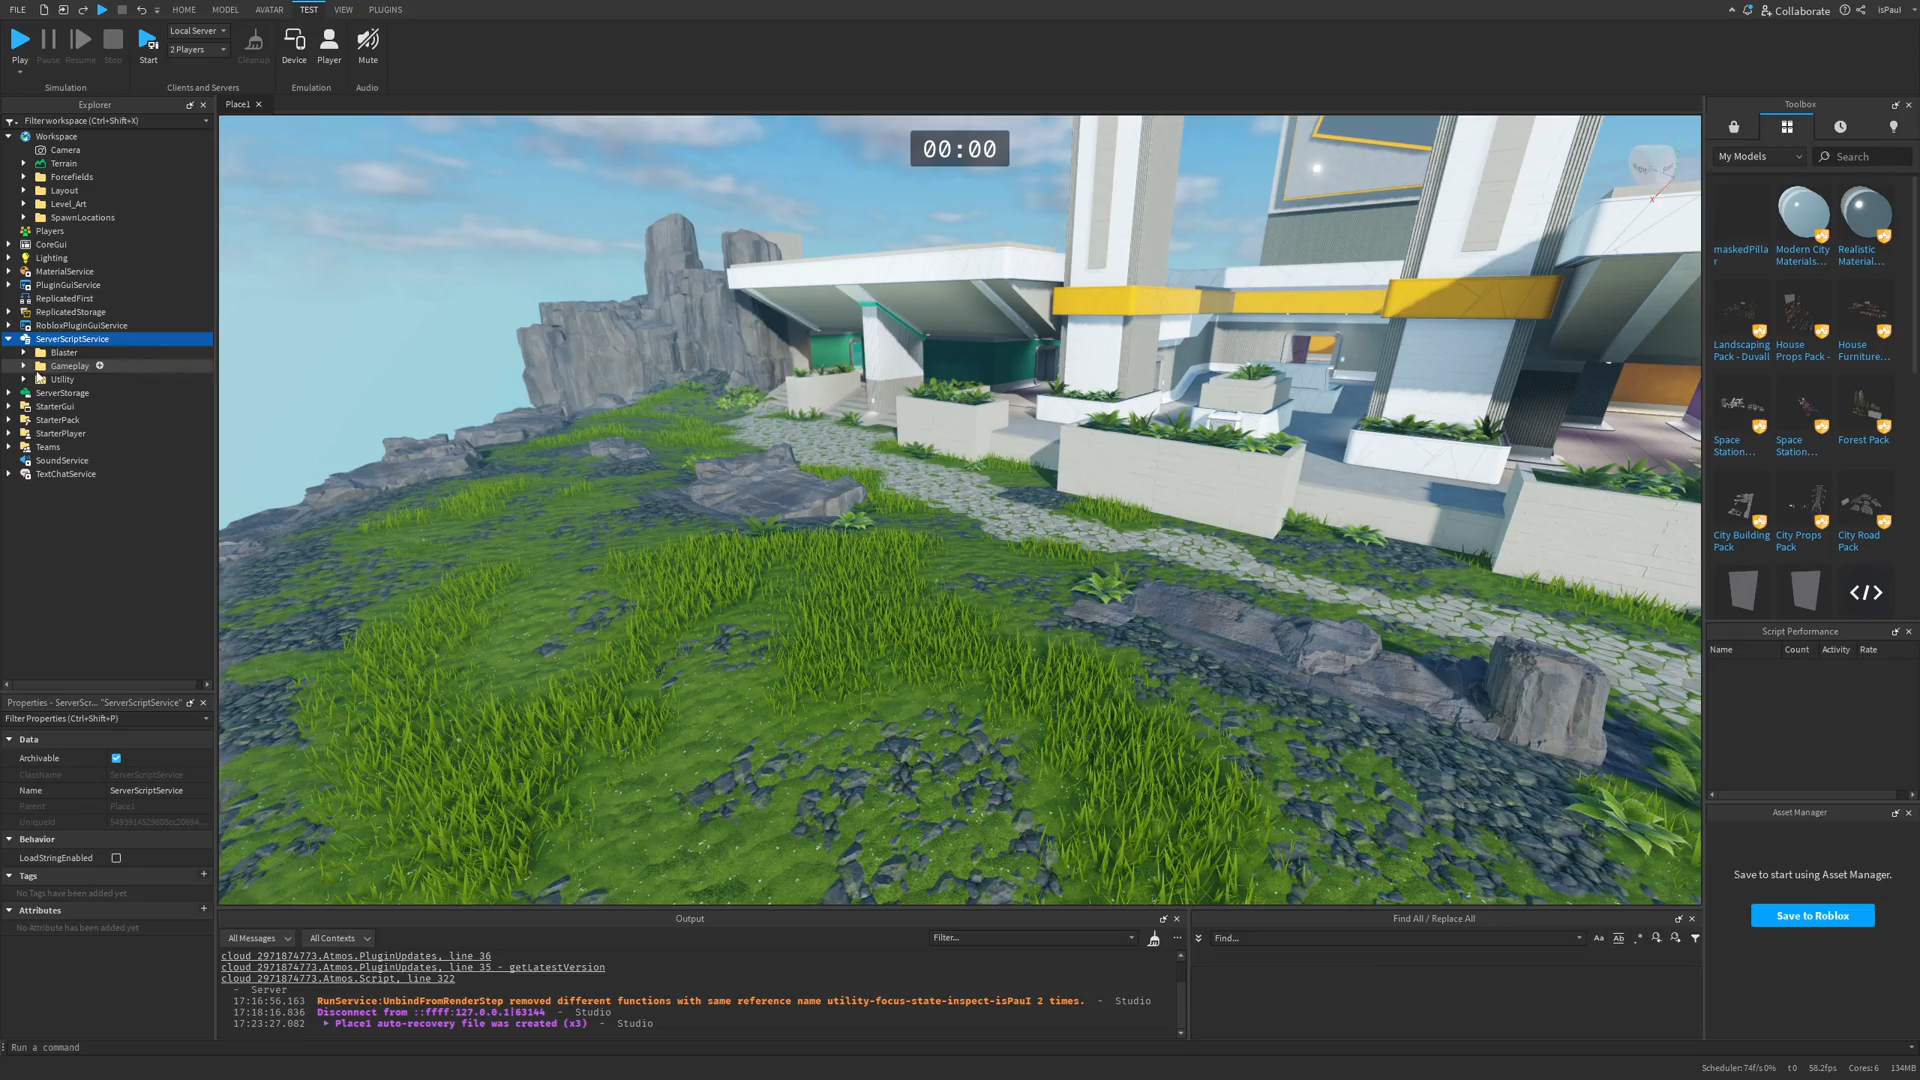 FILE
HOME
MODEL
AVATAR
TEST
VIEW
PLUGINS
Collaborate
isPaul
Play
Pause
Resume
Stop
Start
Local Server
2 Players
Cleanup
Device
Player
Mute
Simulation
Clients and Servers
Emulation
Audio
Explorer
Filter workspace (Ctrl+Shift+X)
Workspace
Camera
Terrain
Forcefields
Layout
Level_Art
SpawnLocations
Players
CoreGui
Lighting
MaterialService
PluginGuiService
ReplicatedFirst
ReplicatedStorage
RobloxPluginGuiService
ServerScriptService
Blaster
Gameplay
Utility
ServerStorage
StarterGui
StarterPack
StarterPlayer
Teams
SoundService
TextChatService
Properties - ServerScr... "ServerScriptService"
Filter Properties (Ctrl+Shift+P)
Data
Archivable
ClassName ServerScriptService
Name ServerScriptService
Parent Place1
UniqueId
Behavior
LoadStringEnabled
Tags
No Tags have been added yet
Attributes
No Attribute has been added yet
Place1
00:00
Output
All Messages
All Contexts
Filter...
cloud_2971874773.Atmos.PluginUpdates, line 36
cloud_2971874773.Atmos.PluginUpdates, line 35 - getLatestVersion
cloud_2971874773.Atmos.Script, line 322
- Server
17:16:56.163 RunService:UnbindFromRenderStep removed different functions with same reference name utility-focus-state-inspect-isPauI 2 times. - Studio
17:18:16.836 Disconnect from ::ffff:127.0.0.1|63144 - Studio
17:23:27.082 Place1 auto-recovery file was created (x3) - Studio
Find All / Replace All
Find...
Aa
Ab
.*
Toolbox
My Models
Search
maskedPilla
r
Modern City
Materials...
Realistic
Material...
Landscaping
Pack - Duvall
House
Props Pack -
House
Furniture...
Space
Station...
Space
Station...
Forest Pack
City Building
Pack
City Props
Pack
City Road
Pack
Script Performance
Name
Count
Activity
Rate
Asset Manager
Save to start using Asset Manager.
Save to Roblox
Run a command
Scheduler: 74f/s 0%
t 0
58.2fps
Cores: 6
134MB